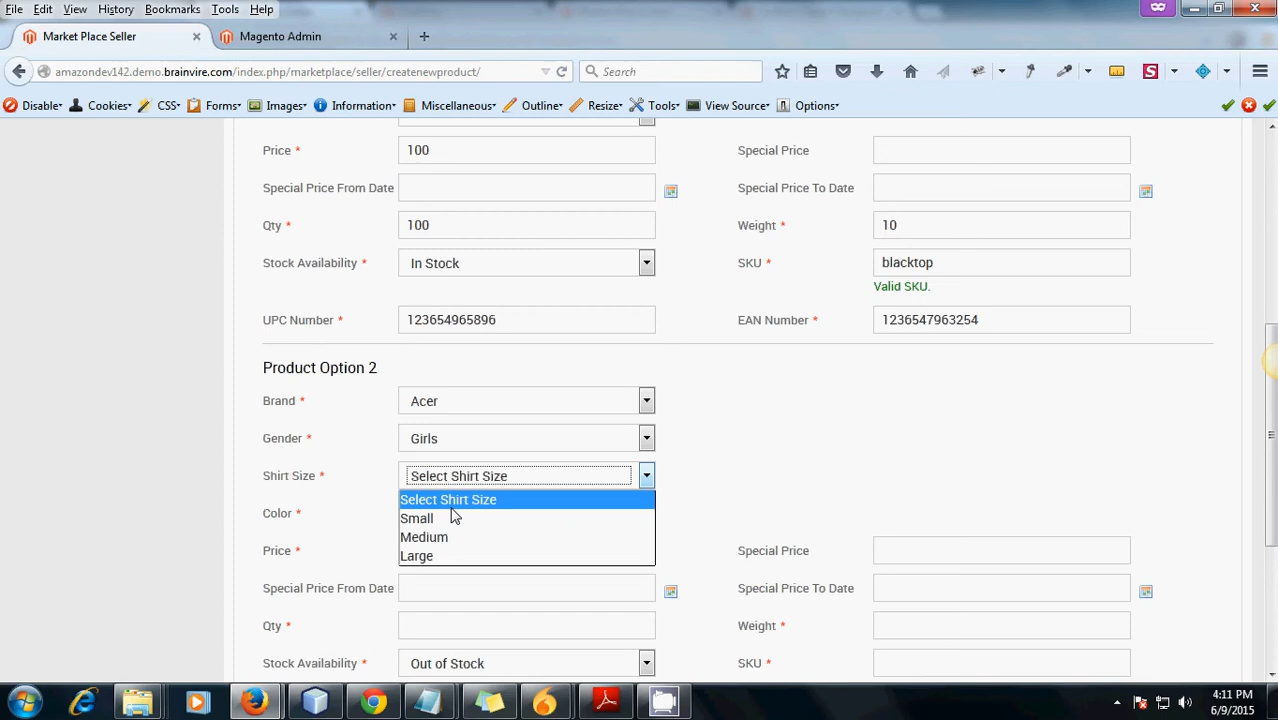 File Edit View History Bookmarks Tools Help
Market Place Seller × Magento Admin × +
amazondev142.demo.brainvire.com/index.php/marketplace/seller/createnewproduct/ Search
Disable Cookies CSS Forms Images Information Miscellaneous Outline Resize Tools View Source Options
Price * 100 Special Price
Special Price From Date Special Price To Date
Qty * 100 Weight * 10
Stock Availability * In Stock SKU * blacktop
Valid SKU.
UPC Number * 123654965896 EAN Number * 1236547963254
Product Option 2
Brand * Acer
Gender * Girls
Shirt Size * Select Shirt Size
Select Shirt Size
Color * Small
Medium
Price * Large Special Price
Special Price From Date Special Price To Date
Qty * Weight *
Stock Availability * Out of Stock SKU *
4:11 PM
6/9/2015